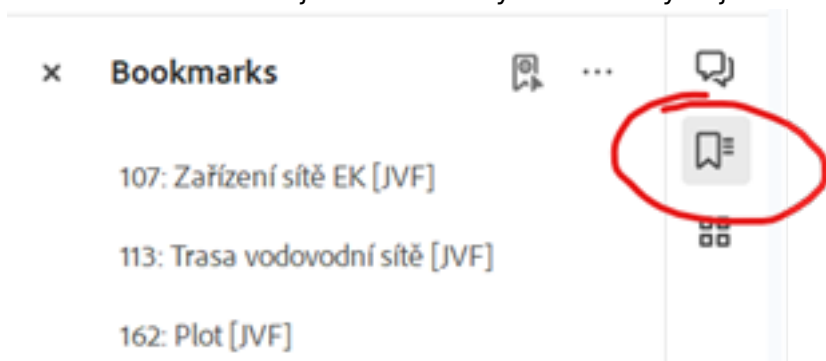 Bookmarks
107: Zařízení sítě EK [JVF]
113: Trasa vodovodní sítě [JVF]
162: Plot [JVF]